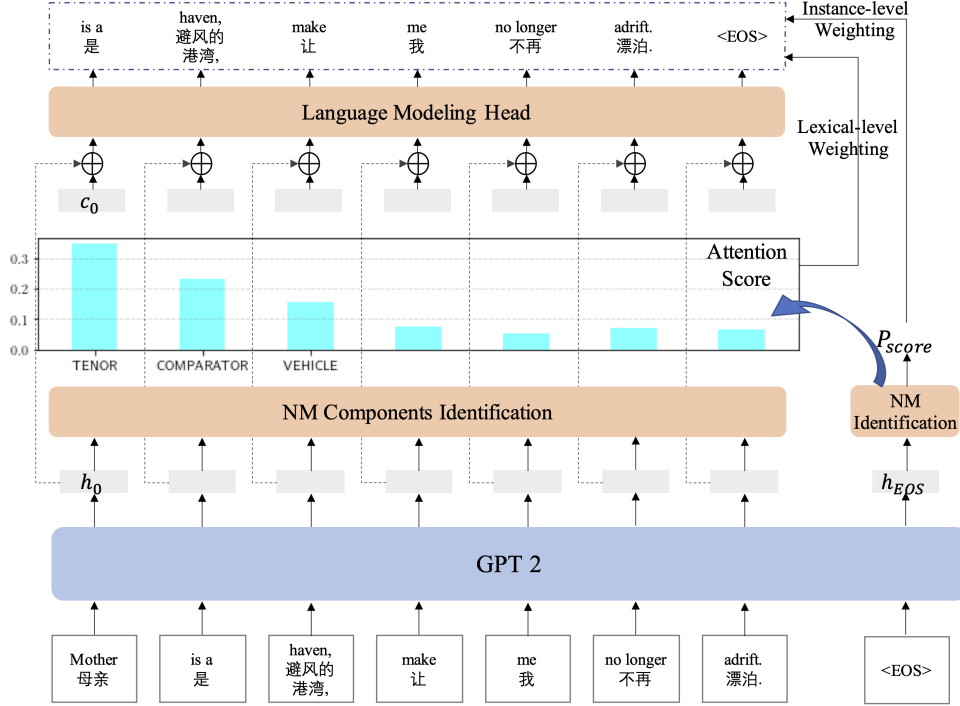 is a
是
haven,
避风的
港湾,
make
让
me
我
no longer
不再
adrift.
漂泊.
<EOS>
Instance-level
Weighting
Language Modeling Head
Lexical-level
Weighting
c0
Attention
Score
0.3
0.2
0.1
0.0
TENOR
COMPARATOR
VEHICLE
Pscore
NM Components Identification
NM
Identification
h0
hEOS
GPT 2
Mother
母亲
is a
是
haven,
避风的
港湾,
make
让
me
我
no longer
不再
adrift.
漂泊.
<EOS>